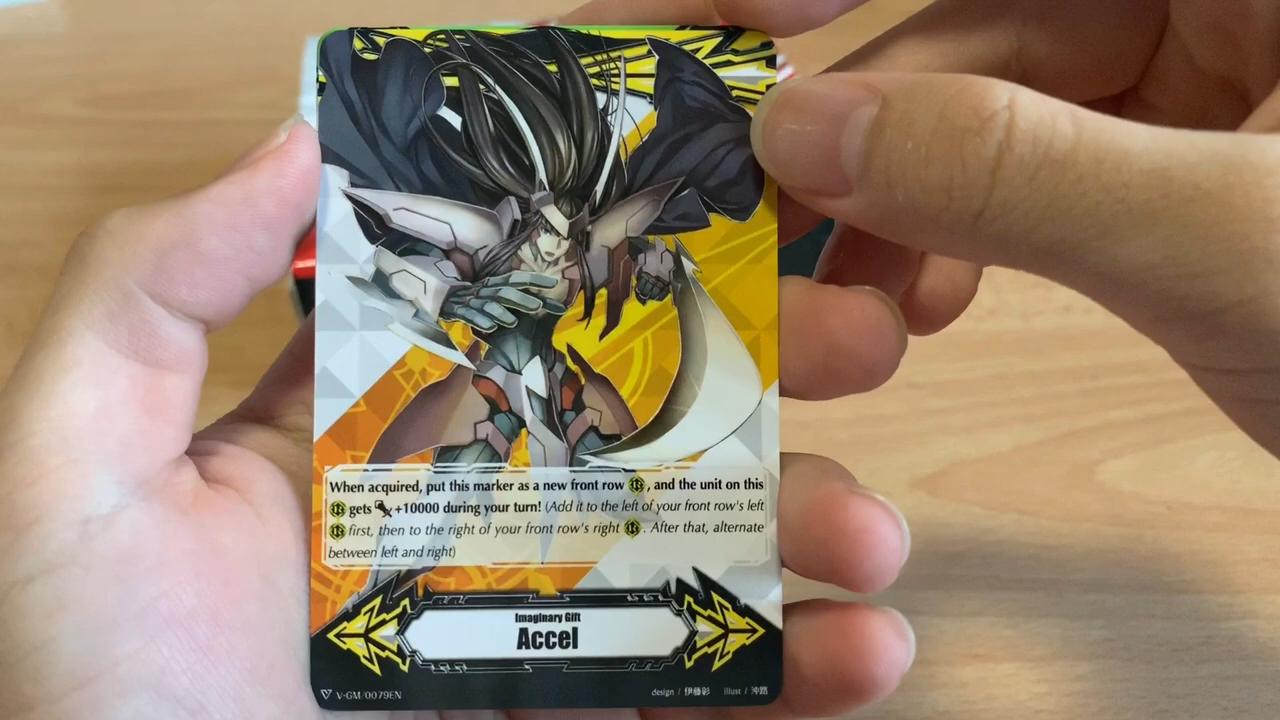 When acquired, put this marker as a new front row , and the unit on this
gets +10000 during your turn! (Add it to the left of your front row's left
first, then to the right of your front row's right . After that, alternate
between left and right)
Imaginary Gift
Accel
V-GM/0079EN
design / 伊藤彰 illust / 沖路